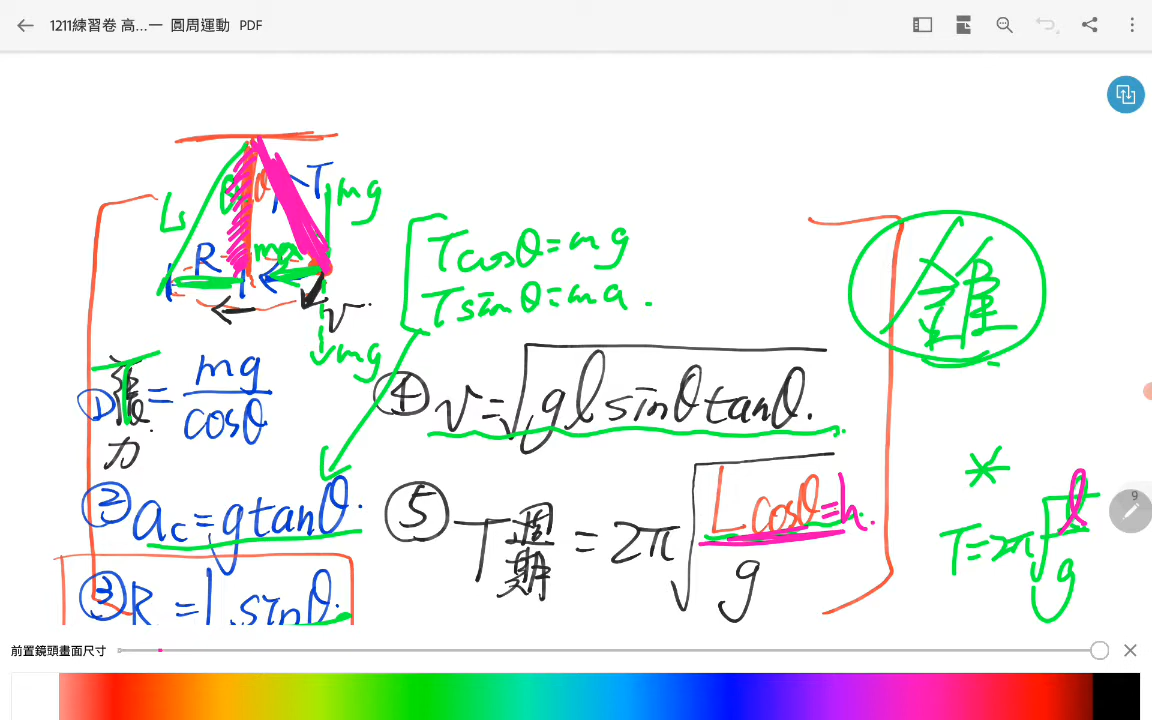 1211練習卷 高...一 圓周運動 PDF
θ
T
mg
L
R
ma
v
mg
Tcosθ=mg
Tsinθ=ma.
錐
① 張力 = mg/cosθ
④ v=√glsinθtanθ.
② ac=gtanθ.
⑤ T週期 = 2π√Lcosθ=h./g
③ R = l sinθ.
*
T=2π√l/g
9
前置鏡頭畫面尺寸